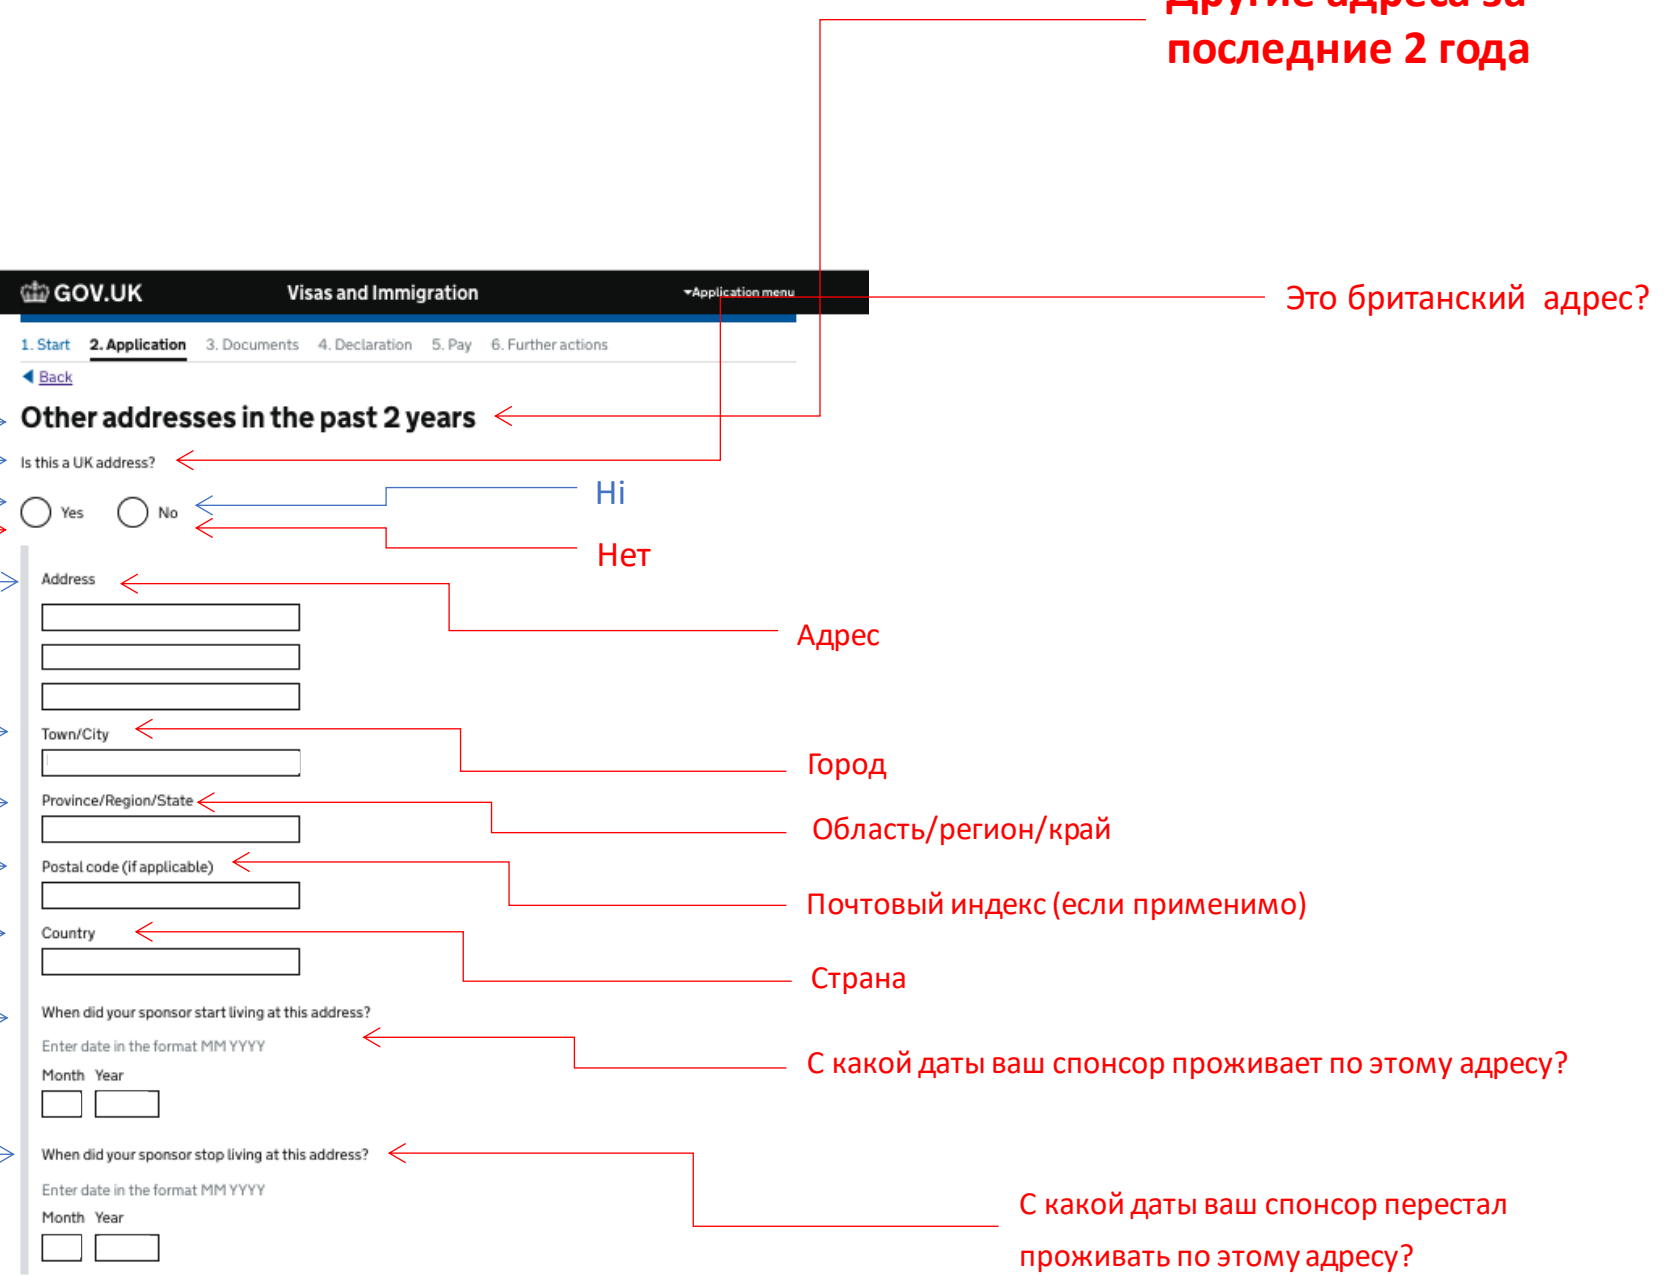 Другие адреса за
последние 2 года
GOV.UK Visas and Immigration Application menu
Это британский адрес?
1. Start 2. Application 3. Documents 4. Declaration 5. Pay 6. Further actions
Back
Other addresses in the past 2 years
Is this a UK address?
Ні
Yes No
Нет
Address
Адрес
Town/City
Город
Province/Region/State
Область/регион/край
Postal code (if applicable)
Почтовый индекс (если применимо)
Country
Страна
When did your sponsor start living at this address?
Enter date in the format MM YYYY
С какой даты ваш спонсор проживает по этому адресу?
Month Year
When did your sponsor stop living at this address?
Enter date in the format MM YYYY
С какой даты ваш спонсор перестал
Month Year
проживать по этому адресу?